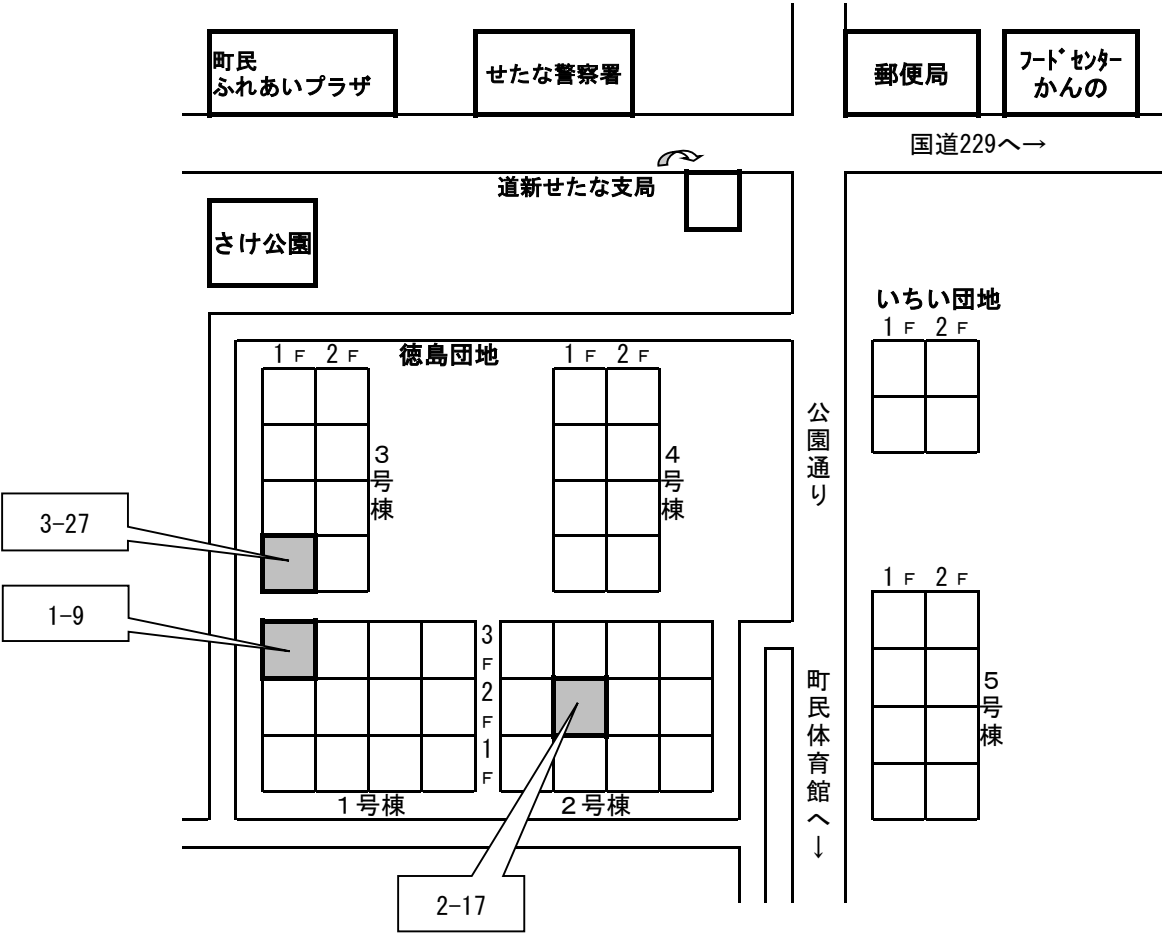 町民
ふれあいプラザ
せたな警察署
郵便局
フードセンター
かんの
国道229へ→
道新せたな支局
さけ公園
いちい団地
1F 2F
1F 2F
徳島団地
1F 2F
3号棟
4号棟
公園通り
3-27
1-9
1F 2F
3F
2F
1F
5号棟
町民体育館へ↓
1号棟
2号棟
2-17